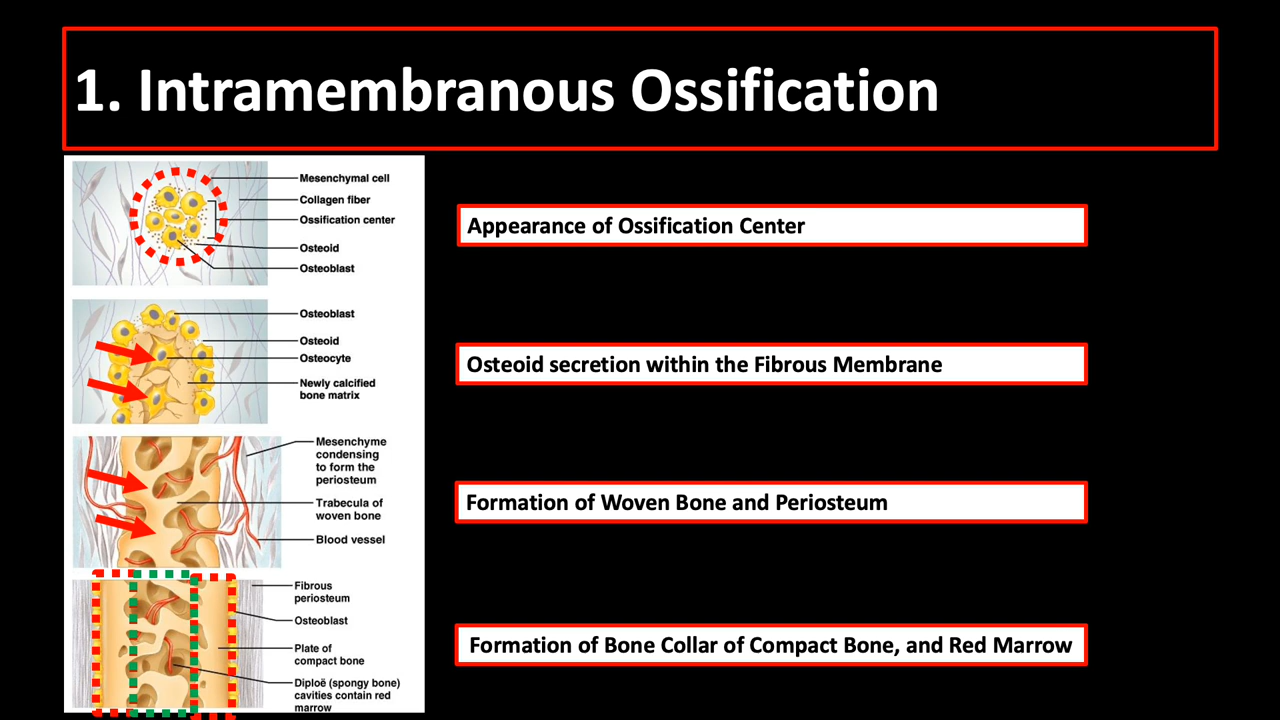 1. Intramembranous Ossification
Mesenchymal cell
Collagen fiber
Ossification center
Osteoid
Osteoblast
Appearance of Ossification Center
Osteoblast
Osteoid
Osteocyte
Newly calcified
bone matrix
Osteoid secretion within the Fibrous Membrane
Mesenchyme
condensing
to form the
periosteum
Trabecula of
woven bone
Blood vessel
Formation of Woven Bone and Periosteum
Fibrous
periosteum
Osteoblast
Plate of
compact bone
Diploë (spongy bone)
cavities contain red
marrow
Formation of Bone Collar of Compact Bone, and Red Marrow